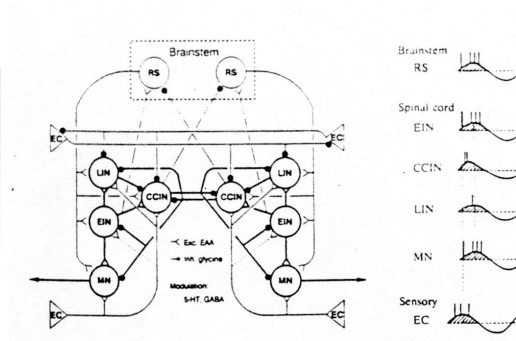 Brainstem
RS RS
EC EC
LIN LIN
CCIN CCIN
EIN EIN
Exc. EAA
Inh. glycine
MN MN
Modulation:
5-HT, GABA
EC EC
Brainstem
RS
Spinal cord
EIN
CCIN
LIN
MN
Sensory
EC